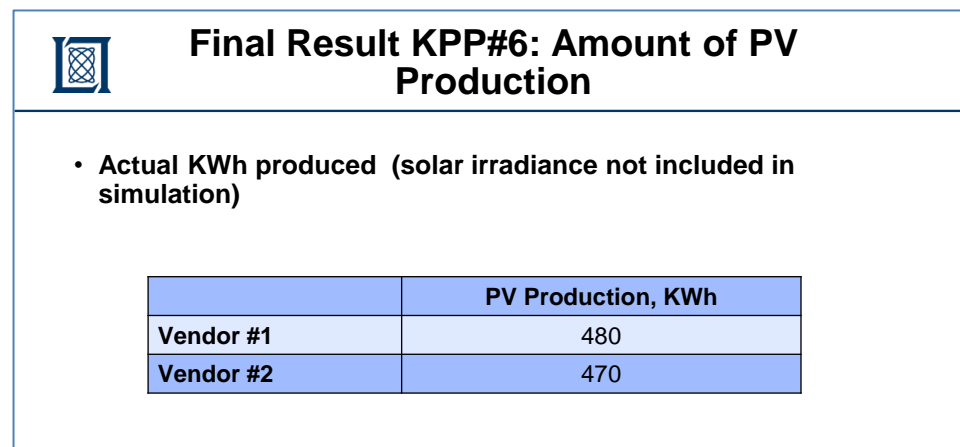 Final Result KPP#6: Amount of PV
Production
• Actual KWh produced (solar irradiance not included in
simulation)
PV Production, KWh
Vendor #1 480
Vendor #2 470